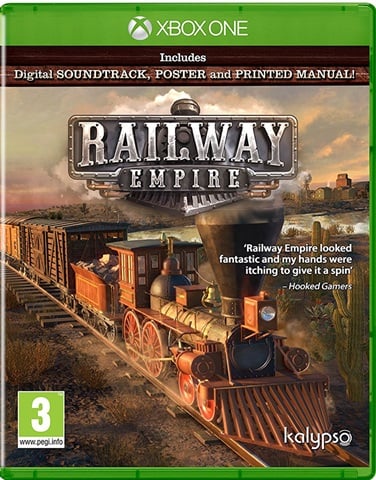 XBOX ONE
Includes
Digital SOUNDTRACK, POSTER and PRINTED MANUAL!
RAILWAY
EMPIRE
'Railway Empire looked
fantastic and my hands were
itching to give it a spin'
– Hooked Gamers
3
www.pegi.info
kalypso